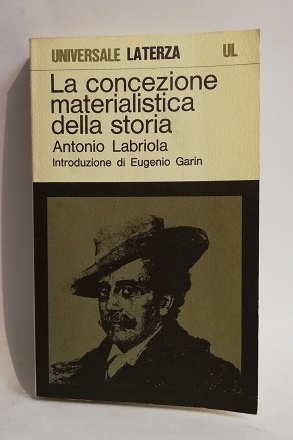 UNIVERSALE LATERZA UL
La concezione
materialistica
della storia
Antonio Labriola
Introduzione di Eugenio Garin